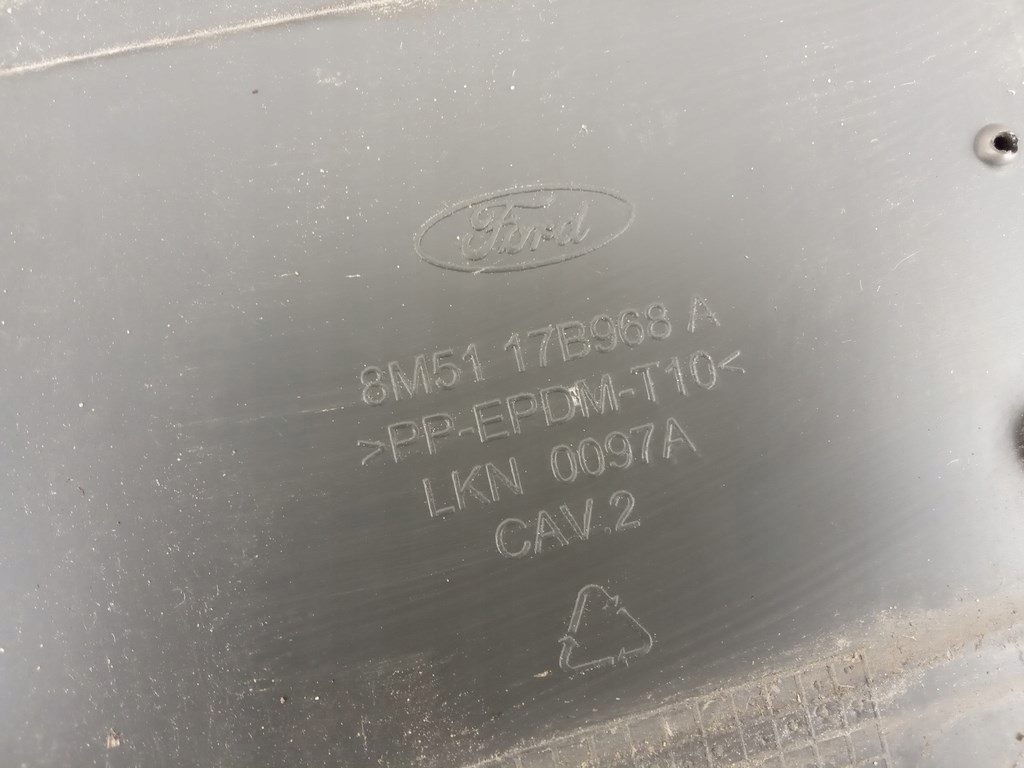 Ford
8M51 17B968 A
>PP-EPDM-T10<
LKN 0097A
CAV.2